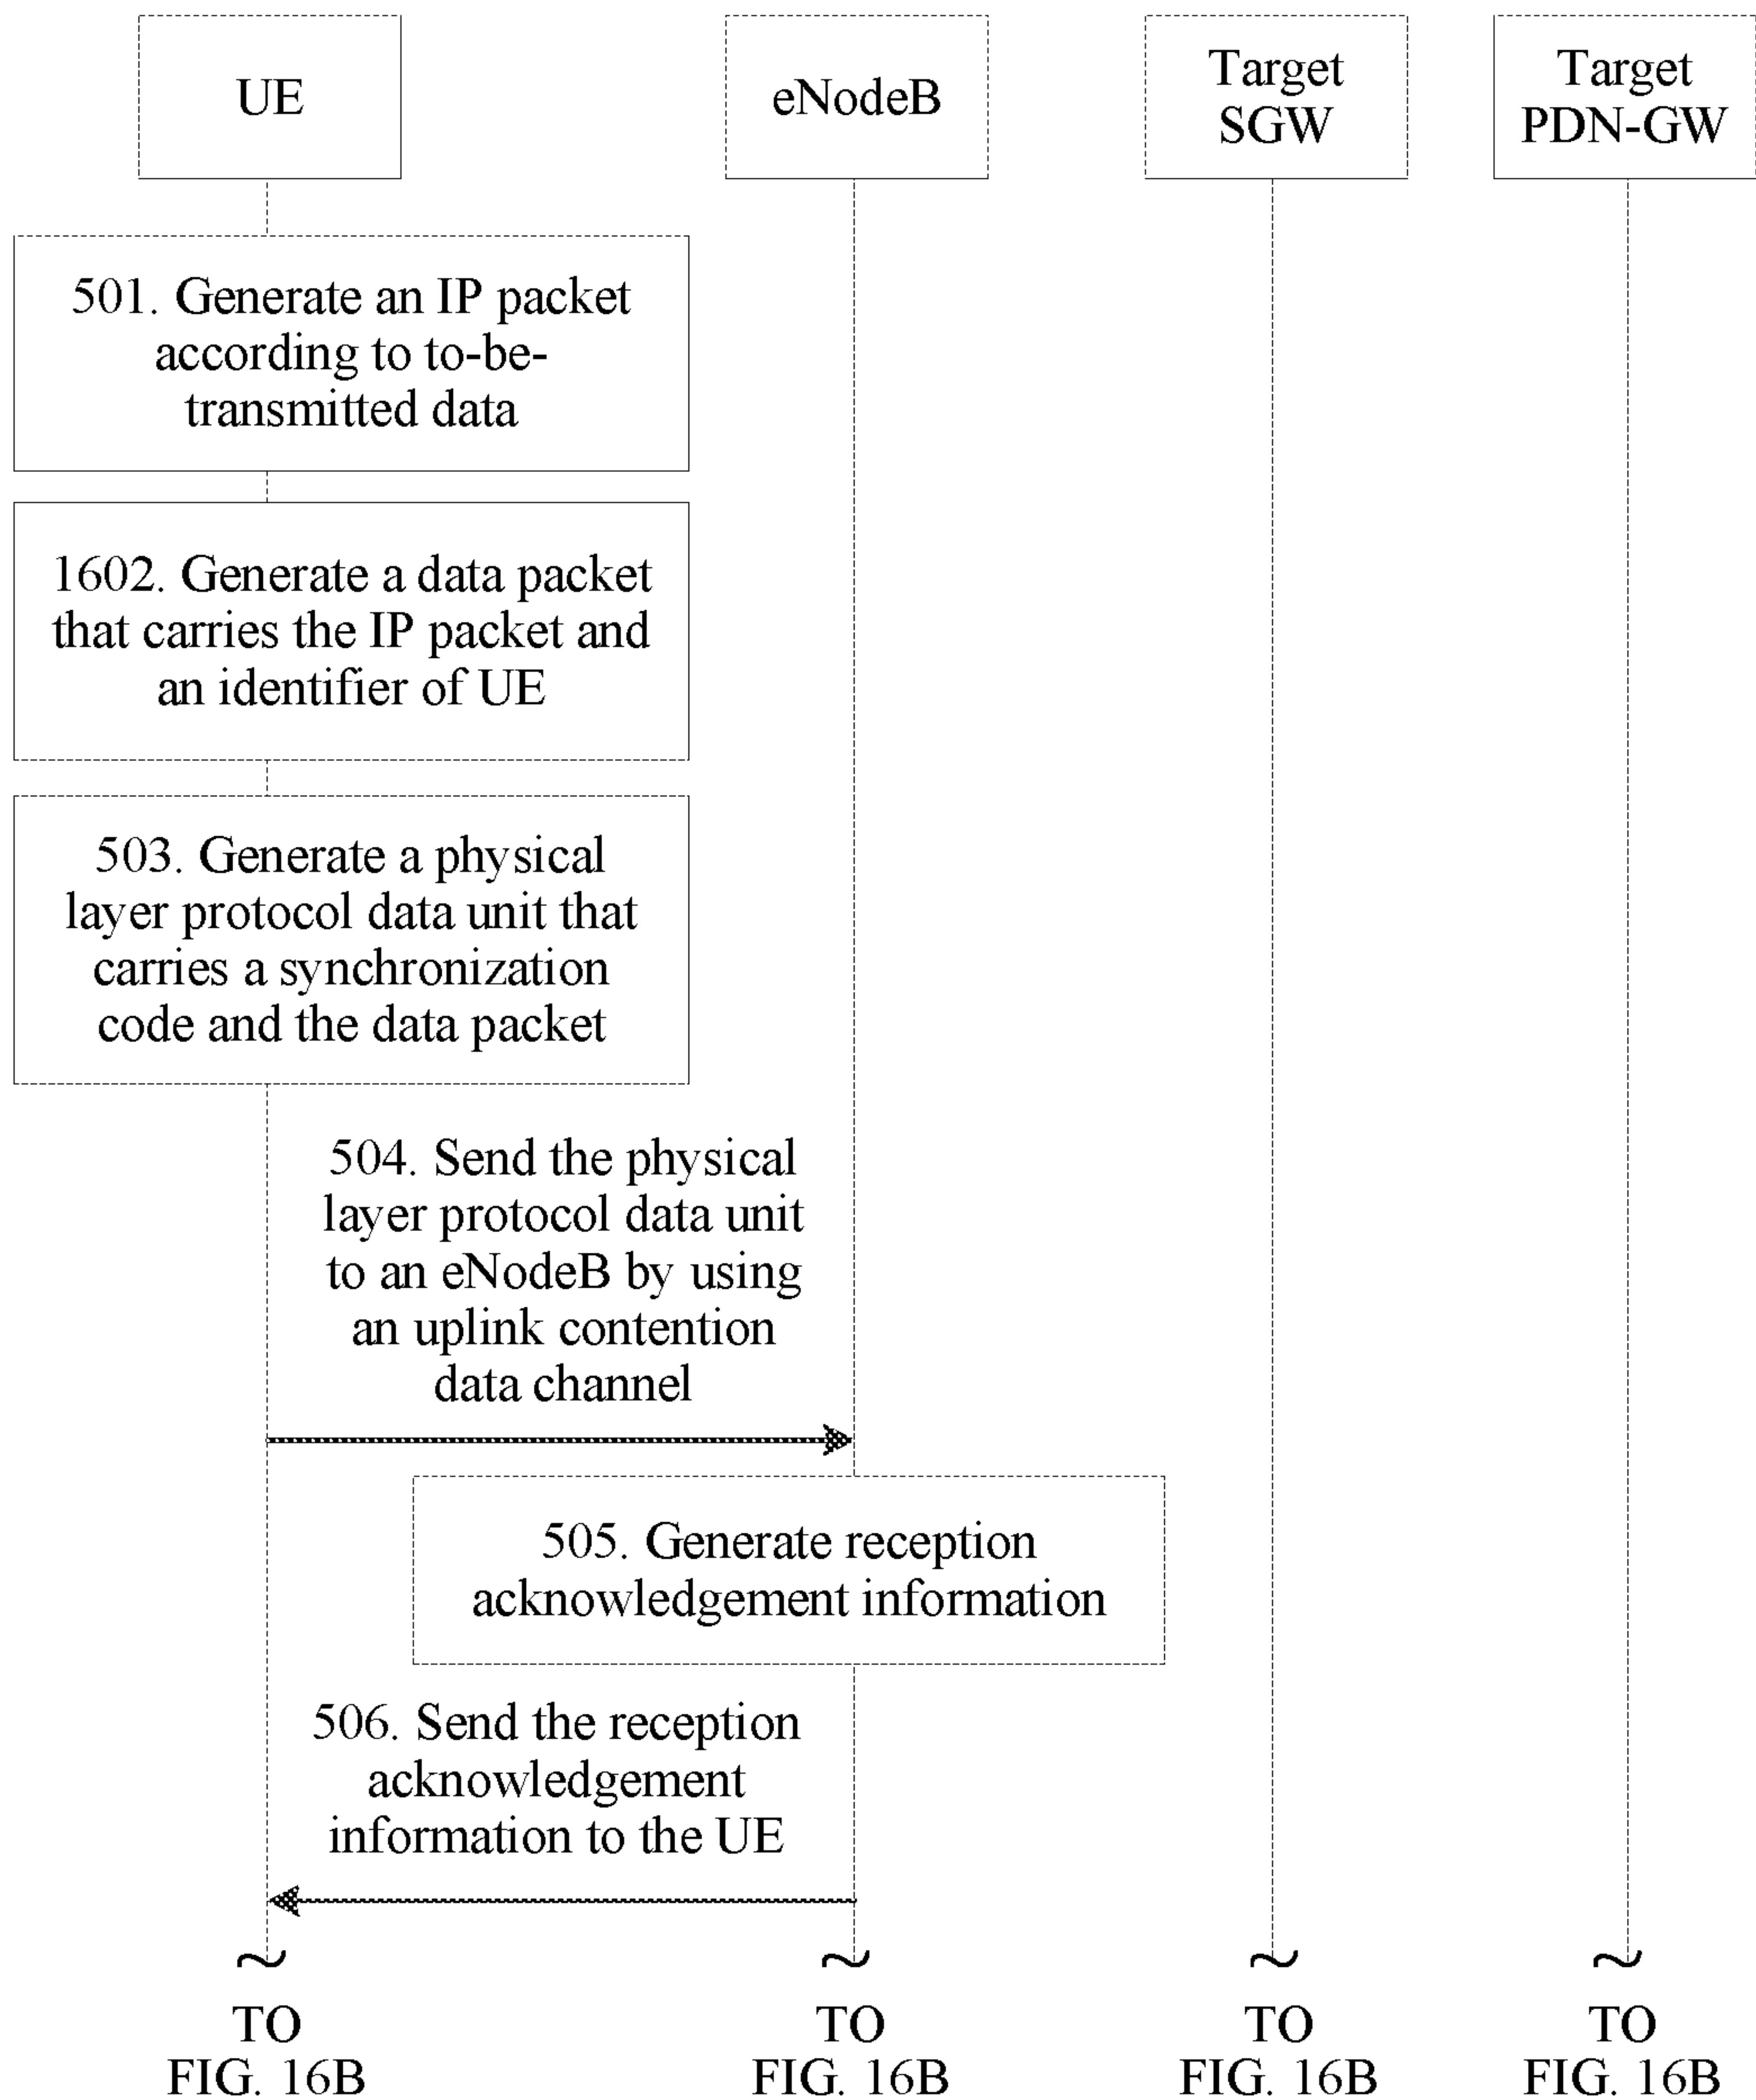 UE
eNodeB
Target
SGW
Target
PDN-GW
501. Generate an IP packet
according to to-be-
transmitted data
1602. Generate a data packet
that carries the IP packet and
an identifier of UE
503. Generate a physical
layer protocol data unit that
carries a synchronization
code and the data packet
504. Send the physical
layer protocol data unit
to an eNodeB by using
an uplink contention
data channel
505. Generate reception
acknowledgement information
506. Send the reception
acknowledgement
information to the UE
TO
FIG. 16B
TO
FIG. 16B
TO
FIG. 16B
TO
FIG. 16B